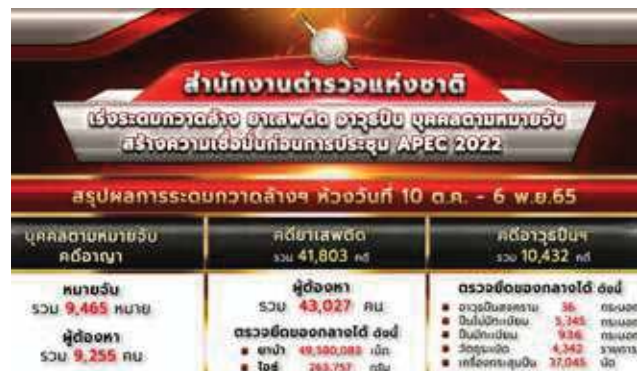 สำนักงานตำรวจแห่งชาติ
เร่งระดมกวาดล้าง ยาเสพติด อาวุธปืน บุคคลตามหมายจับ
สร้างความเชื่อมั่นก่อนการประชุม APEC 2022
สรุปผลการระดมกวาดล้างฯ ห้วงวันที่ 10 ต.ค. - 6 พ.ย.65
บุคคลตามหมายจับ
คดีอาญา
หมายจับ
รวม 9,465 หมาย
ผู้ต้องหา
รวม 9,255 คน
คดียาเสพติด
รวม 41,803 คดี
ผู้ต้องหา
รวม 43,027 คน
ตรวจยึดของกลางได้ ดังนี้
ยาบ้า 49,580,083 เม็ด
ไอซ์ 263,757 กรัม
คดีอาวุธปืนฯ
รวม 10,432 คดี
ตรวจยึดของกลางได้ ดังนี้
อาวุธปืนสงคราม 36 กระบอก
ปืนไม่มีทะเบียน 5,345 กระบอก
ปืนมีทะเบียน 936 กระบอก
วัตถุระเบิด 4,342 รายการ
เครื่องกระสุนปืน 37,045 นัด